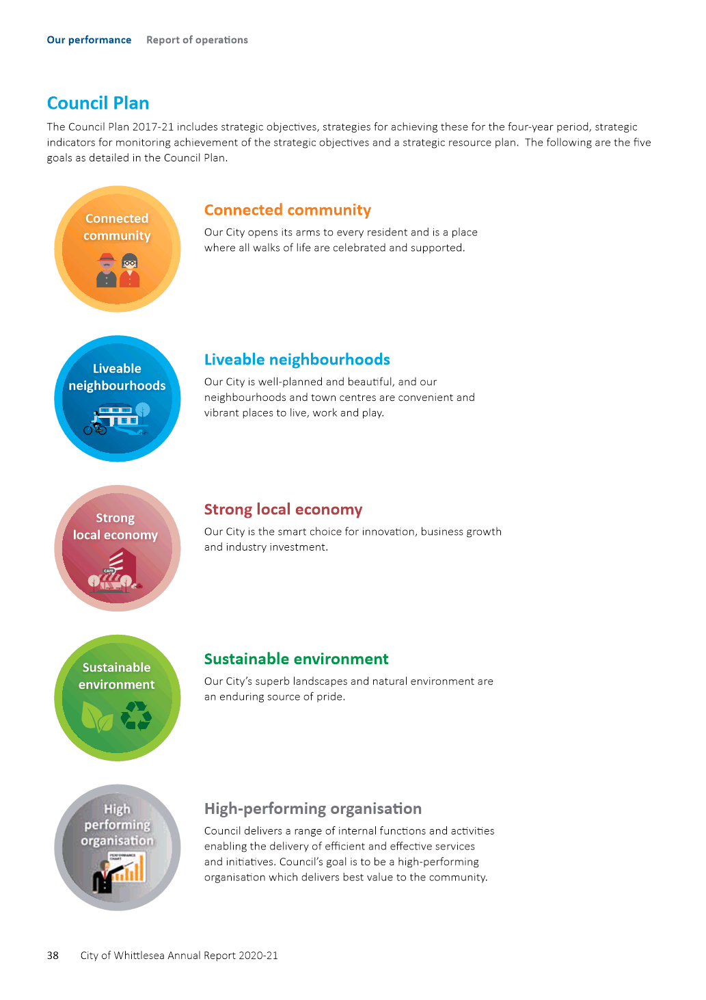 Our performance Report of operations
Council Plan
The Council Plan 2017-21 includes strategic objectives, strategies for achieving these for the four-year period, strategic
indicators for monitoring achievement of the strategic objectives and a strategic resource plan.  The following are the five
goals as detailed in the Council Plan.
Connected
community
Connected community
Our City opens its arms to every resident and is a place
where all walks of life are celebrated and supported.
Liveable
neighbourhoods
Liveable neighbourhoods
Our City is well-planned and beautiful, and our
neighbourhoods and town centres are convenient and
vibrant places to live, work and play.
Strong
local economy
CAFE
Strong local economy
Our City is the smart choice for innovation, business growth
and industry investment.
Sustainable
environment
Sustainable environment
Our City’s superb landscapes and natural environment are
an enduring source of pride.
High
performing
organisation
PERFORMANCE
CHART
High-performing organisation
Council delivers a range of internal functions and activities
enabling the delivery of efficient and effective services
and initiatives. Council’s goal is to be a high-performing
organisation which delivers best value to the community.
38 City of Whittlesea Annual Report 2020-21